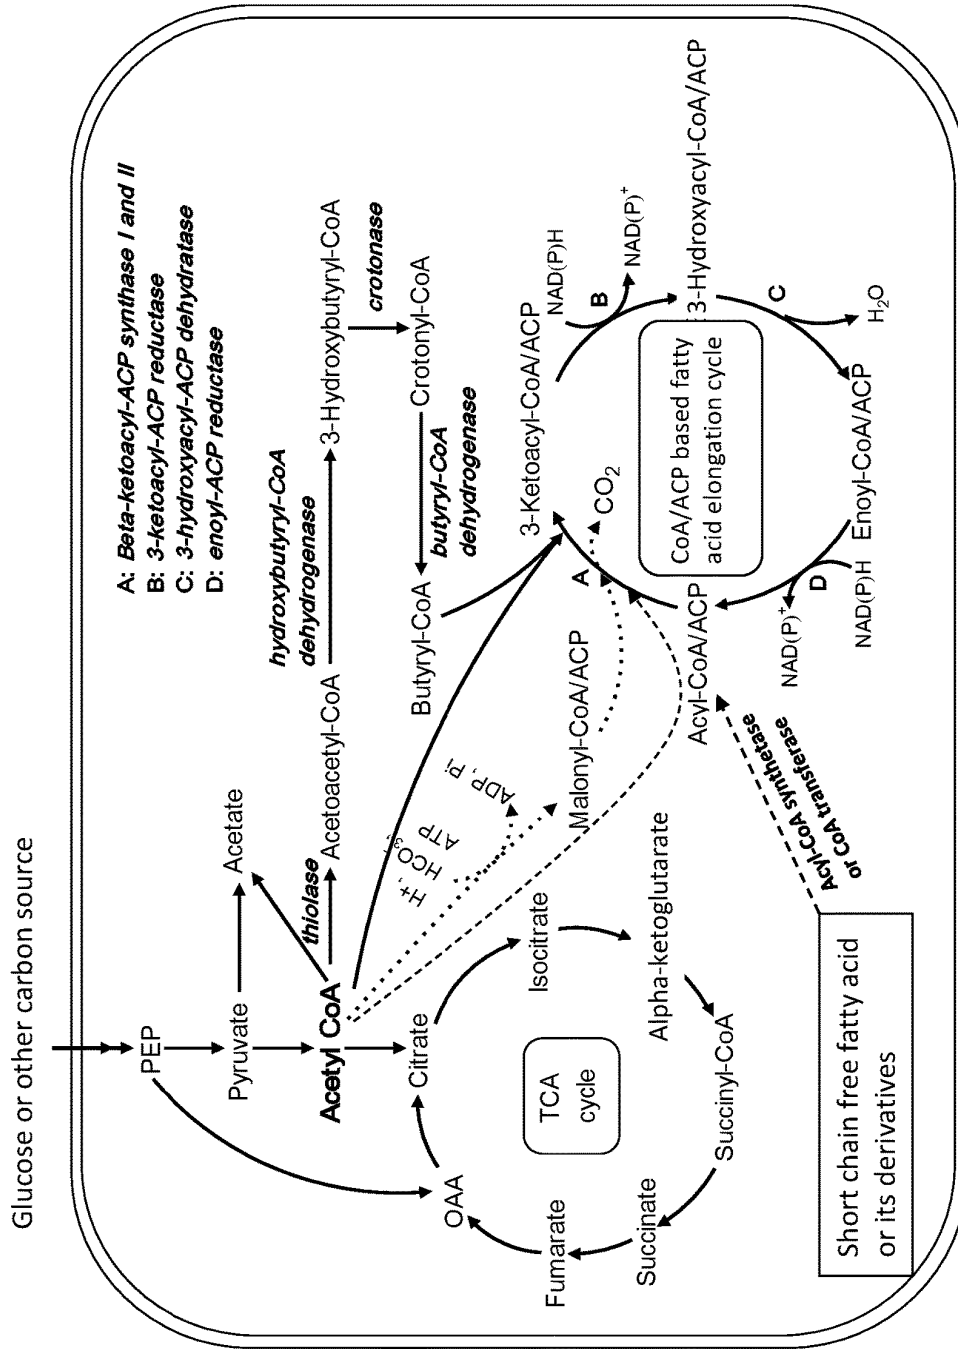 Glucose or other carbon source
PEP
Pyruvate
Acetate
Acetyl CoA
thiolase
Acetoacetyl-CoA
hydroxybutyryl-CoA
dehydrogenase
3-Hydroxybutyryl-CoA
crotonase
Crotonyl-CoA
butyryl-CoA
dehydrogenase
Butyryl-CoA
A: Beta-ketoacyl-ACP synthase I and II
B: 3-ketoacyl-ACP reductase
C: 3-hydroxyacyl-ACP dehydratase
D: enoyl-ACP reductase
H+,
HCO₃⁻,
ATP
ADP, Pi
Malonyl-CoA/ACP
Citrate
Isocitrate
Alpha-ketoglutarate
Succinyl-CoA
Succinate
Fumarate
OAA
TCA
cycle
3-Ketoacyl-CoA/ACP
NAD(P)H
B
NAD(P)⁺
3-Hydroxyacyl-CoA/ACP
C
H₂O
Enoyl-CoA/ACP
NAD(P)H
D
NAD(P)⁺
Acyl-CoA/ACP
A
CO₂
CoA/ACP based fatty
acid elongation cycle
Acyl-CoA synthetase
or CoA transferase
Short chain free fatty acid
or its derivatives